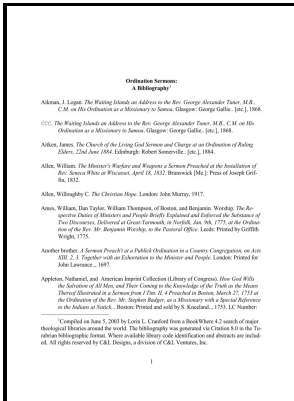 Ordination Sermons:
A Bibliography¹
Aikman, J. Logan. The Waiting Islands an Address to the Rev. George Alexander Tuner, M.B.,
C.M. on His Ordination as a Missionary to Samoa. Glasgow: George Gallie.. [etc.], 1868.
CCC. The Waiting Islands an Address to the Rev. George Alexander Tuner, M.B., C.M. on His
Ordination as a Missionary to Samoa. Glasgow: George Gallie.. [etc.], 1868.
Aitken, James. The Church of the Living God Sermon and Charge at an Ordination of Ruling
Elders, 22nd June 1884. Edinburgh: Robert Somerville.. [etc.], 1884.
Allen, William. The Minister's Warfare and Weapons a Sermon Preached at the Installation of
Rev. Seneca White at Wiscasset, April 18, 1832. Brunswick [Me.]: Press of Joseph Grif-
fin, 1832.
Allen, Willoughby C. The Christian Hope. London: John Murray, 1917.
Ames, William, Dan Taylor, William Thompson, of Boston, and Benjamin. Worship. The Re-
spective Duties of Ministers and People Briefly Explained and Enforced the Substance of
Two Discourses, Delivered at Great-Yarmouth, in Norfolk, Jan. 9th, 1775, at the Ordina-
tion of the Rev. Mr. Benjamin Worship, to the Pastoral Office. Leeds: Printed by Griffith
Wright, 1775.
Another brother. A Sermon Preach't at a Publick Ordination in a Country Congregation, on Acts
XIII. 2, 3. Together with an Exhortation to the Minister and People. London: Printed for
John Lawrance.., 1697.
Appleton, Nathaniel, and American Imprint Collection (Library of Congress). How God Wills
the Salvation of All Men, and Their Coming to the Knowledge of the Truth as the Means
Thereof Illustrated in a Sermon from I Tim. II, 4 Preached in Boston, March 27, 1753 at
the Ordination of the Rev. Mr. Stephen Badger, as a Missionary with a Special Reference
to the Indians at Natick.. Boston: Printed and sold by S. Kneeland.., 1753. LC Number:
¹Compiled on June 5, 2003 by Lorin L. Cranford from a BookWhere 4.2 search of major
theological libraries around the world. The bibliography was generated via Citation 8.0 in the Tu-
rabian bibliographic format. Where available library code identification and abstracts are includ-
ed. All rights reserved by C&L Designs, a division of C&L Ventures, Inc.
1